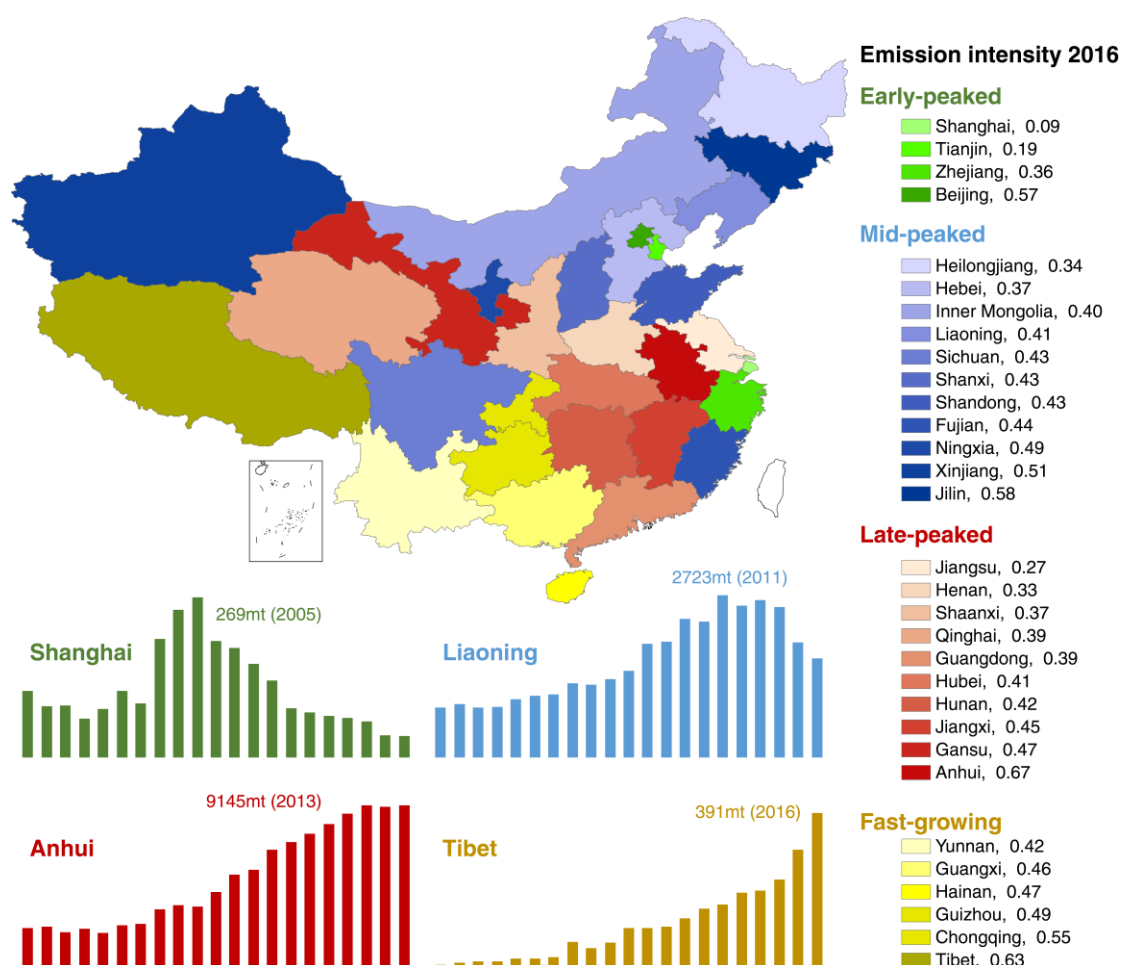 Emission intensity 2016
Early-peaked
Shanghai, 0.09
Tianjin, 0.19
Zhejiang, 0.36
Beijing, 0.57
Mid-peaked
Heilongjiang, 0.34
Hebei, 0.37
Inner Mongolia, 0.40
Liaoning, 0.41
Sichuan, 0.43
Shanxi, 0.43
Shandong, 0.43
Fujian, 0.44
Ningxia, 0.49
Xinjiang, 0.51
Jilin, 0.58
Late-peaked
Jiangsu, 0.27
Henan, 0.33
Shaanxi, 0.37
Qinghai, 0.39
Guangdong, 0.39
Hubei, 0.41
Hunan, 0.42
Jiangxi, 0.45
Gansu, 0.47
Anhui, 0.67
Fast-growing
Yunnan, 0.42
Guangxi, 0.46
Hainan, 0.47
Guizhou, 0.49
Chongqing, 0.55
Tibet, 0.63
Shanghai
269mt (2005)
Liaoning
2723mt (2011)
Anhui
9145mt (2013)
Tibet
391mt (2016)